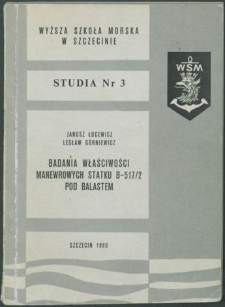 WYŻSZA SZKOŁA MORSKA
W SZCZECINIE
WSM
STUDIA Nr 3
JANUSZ ŁUCEWICZ
LESŁAW GÓRNIEWICZ
BADANIA WŁAŚCIWOŚCI
MANEWROWYCH STATKU B-517/2
POD BALASTEM
SZCZECIN 1980